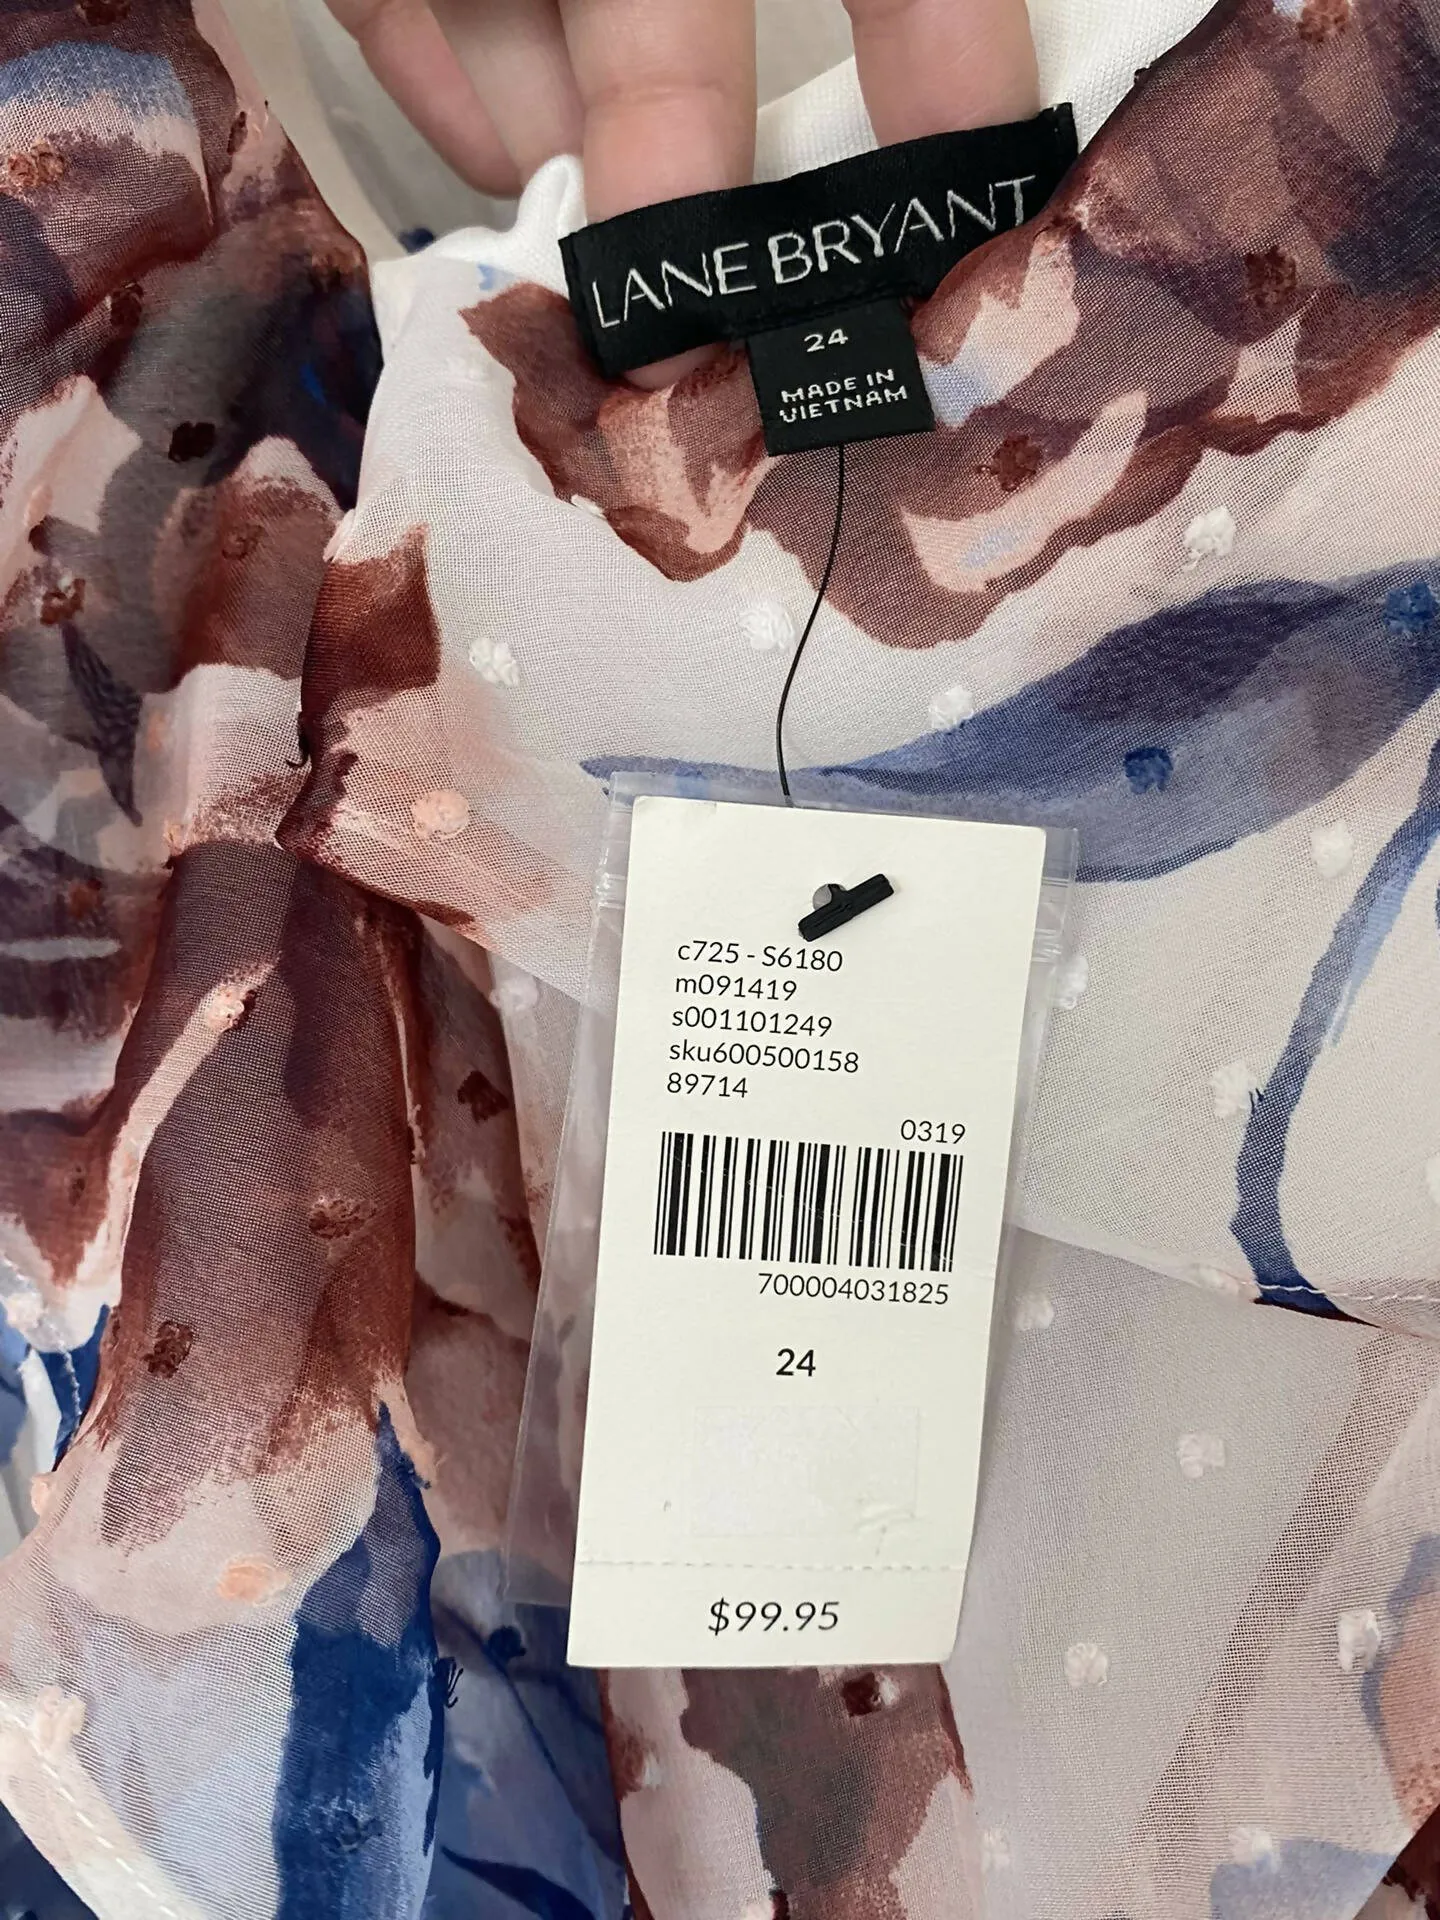 LANE BRYANT
24
MADE IN
VIETNAM
c725 - S6180
m091419
s001101249
sku600500158
89714
0319
700004031825
24
$99.95